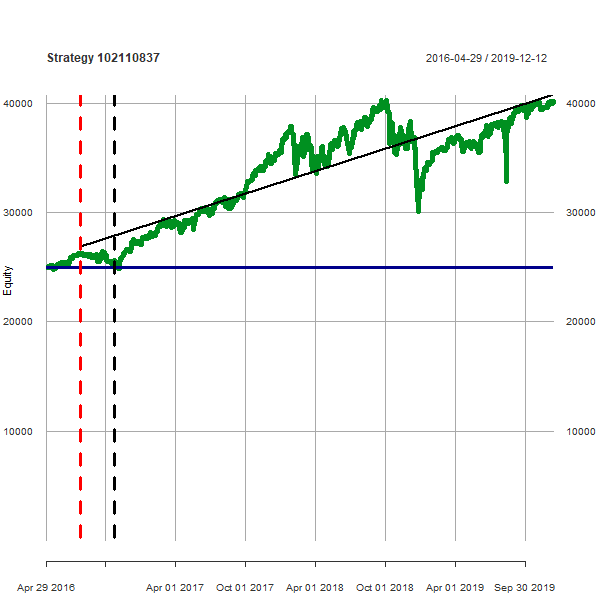 Strategy 102110837 2016-04-29 / 2019-12-12
40000 40000
30000 30000
Equity
20000 20000
10000 10000
Apr 29 2016 Apr 01 2017 Oct 01 2017 Apr 01 2018 Oct 01 2018 Apr 01 2019 Sep 30 2019